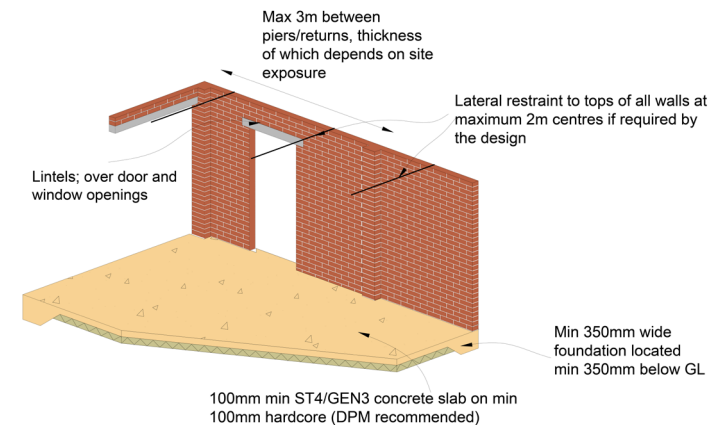 Max 3m between
piers/returns, thickness
of which depends on site
exposure
Lateral restraint to tops of all walls at
maximum 2m centres if required by
the design
Lintels; over door and
window openings
Min 350mm wide
foundation located
min 350mm below GL
100mm min ST4/GEN3 concrete slab on min
100mm hardcore (DPM recommended)